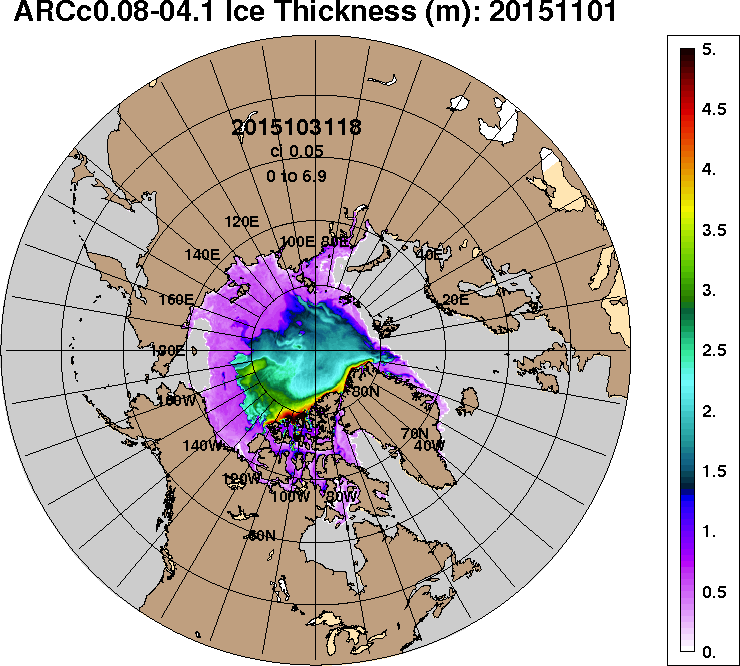 ARCc0.08-04.1 Ice Thickness (m): 20151101
2015103118
ci 0.05
0 to 6.9
120E
100E 80E
140E
40E
160E
20E
180E
160W
80N
70N
140W
40W
120W
100W 80W
60N
5.
4.5
4.
3.5
3.
2.5
2.
1.5
1.
0.5
0.